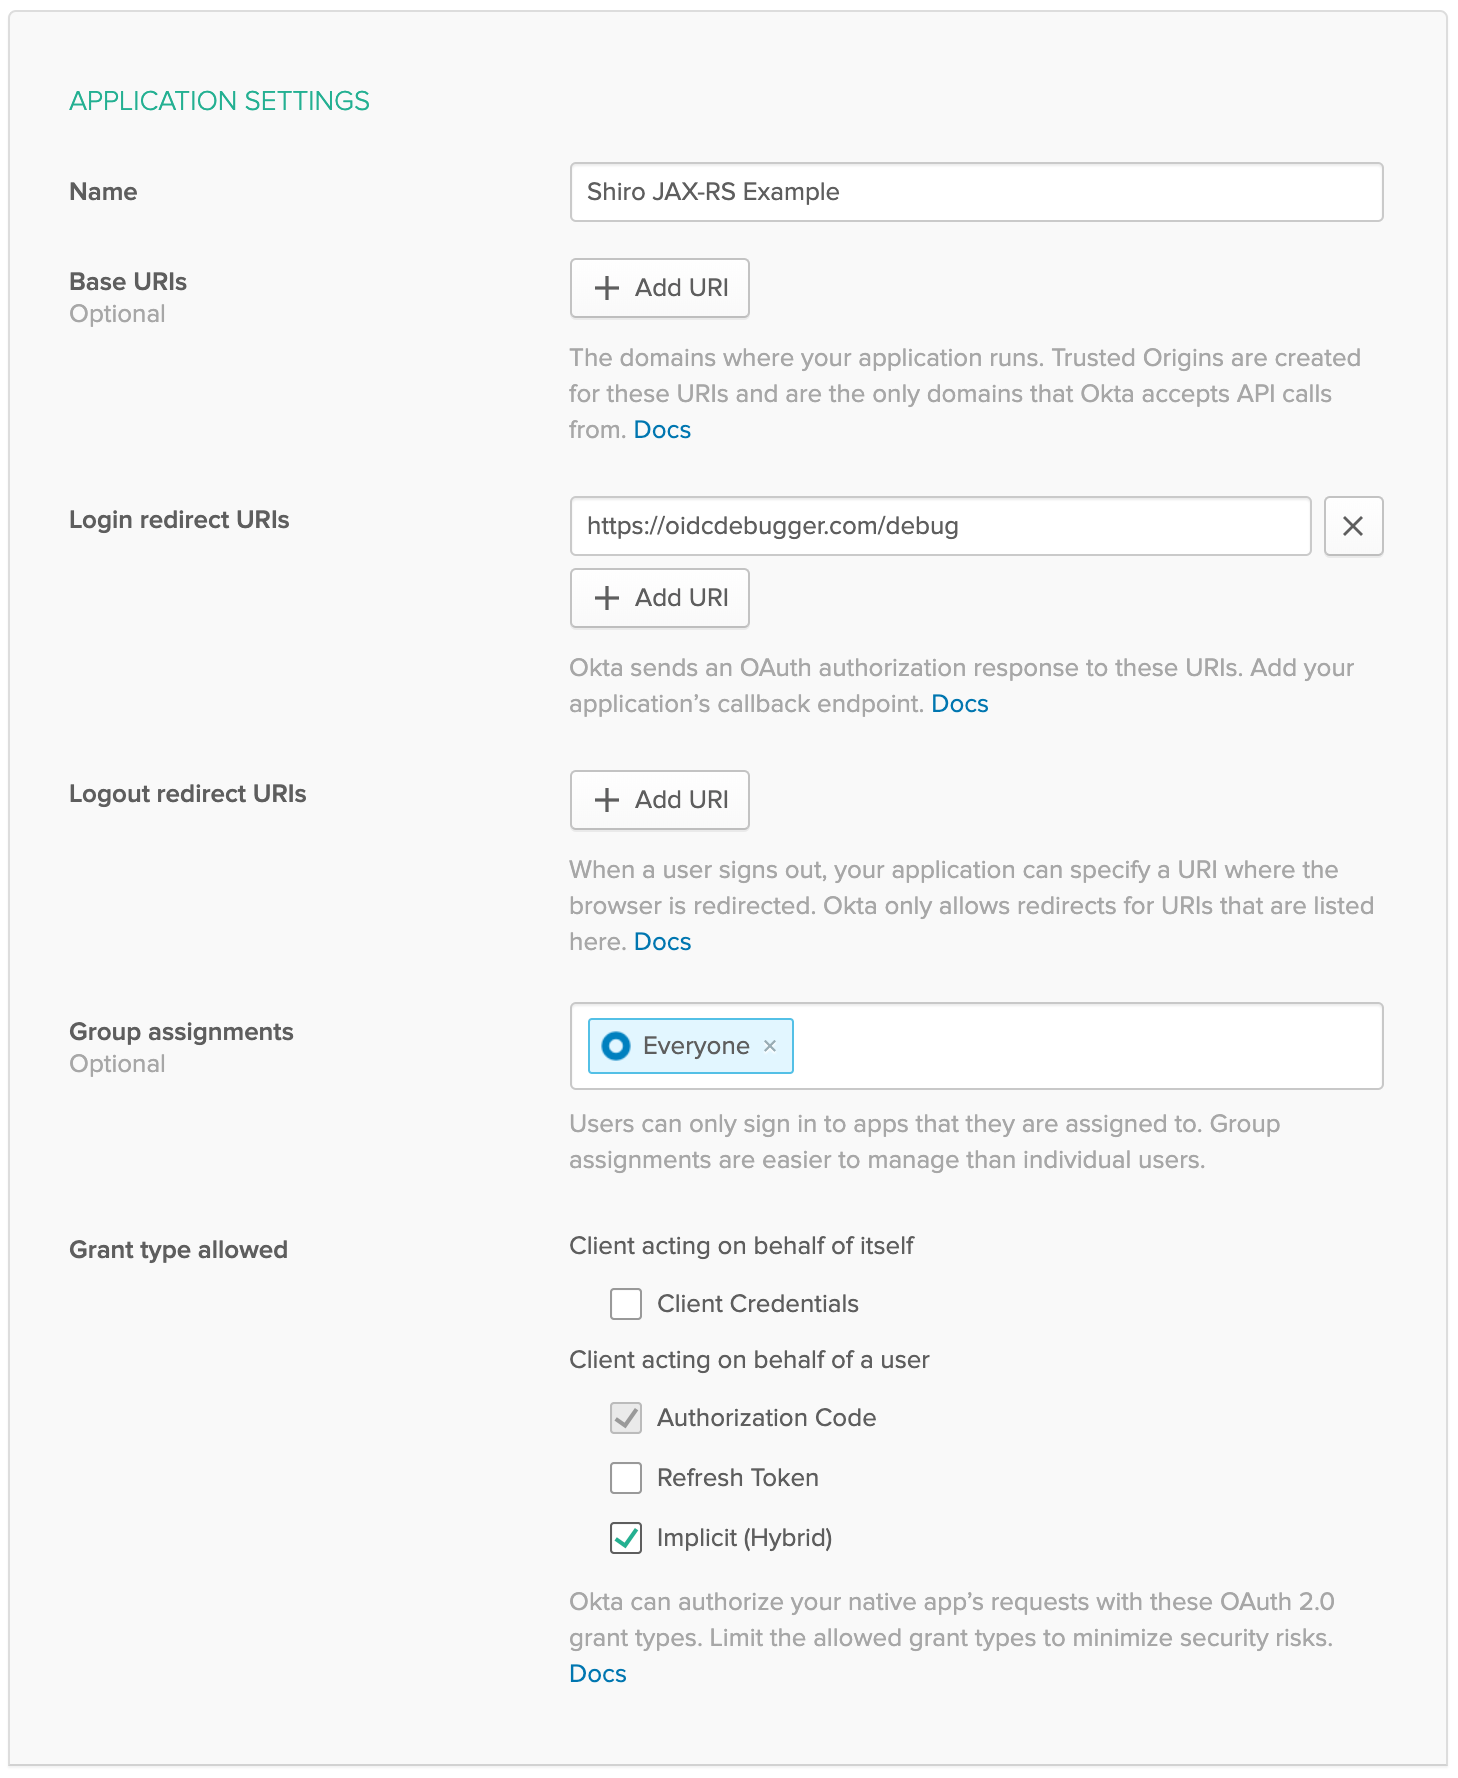 APPLICATION SETTINGS
Name
Shiro JAX-RS Example
Base URIs
Optional
Add URI
The domains where your application runs. Trusted Origins are created
for these URIs and are the only domains that Okta accepts API calls
from. Docs
Login redirect URIs
https://oidcdebugger.com/debug
Add URI
Okta sends an OAuth authorization response to these URIs. Add your
application’s callback endpoint. Docs
Logout redirect URIs
Add URI
When a user signs out, your application can specify a URI where the
browser is redirected. Okta only allows redirects for URIs that are listed
here. Docs
Group assignments
Optional
Everyone
Users can only sign in to apps that they are assigned to. Group
assignments are easier to manage than individual users.
Grant type allowed
Client acting on behalf of itself
Client Credentials
Client acting on behalf of a user
Authorization Code
Refresh Token
Implicit (Hybrid)
Okta can authorize your native app’s requests with these OAuth 2.0
grant types. Limit the allowed grant types to minimize security risks.
Docs